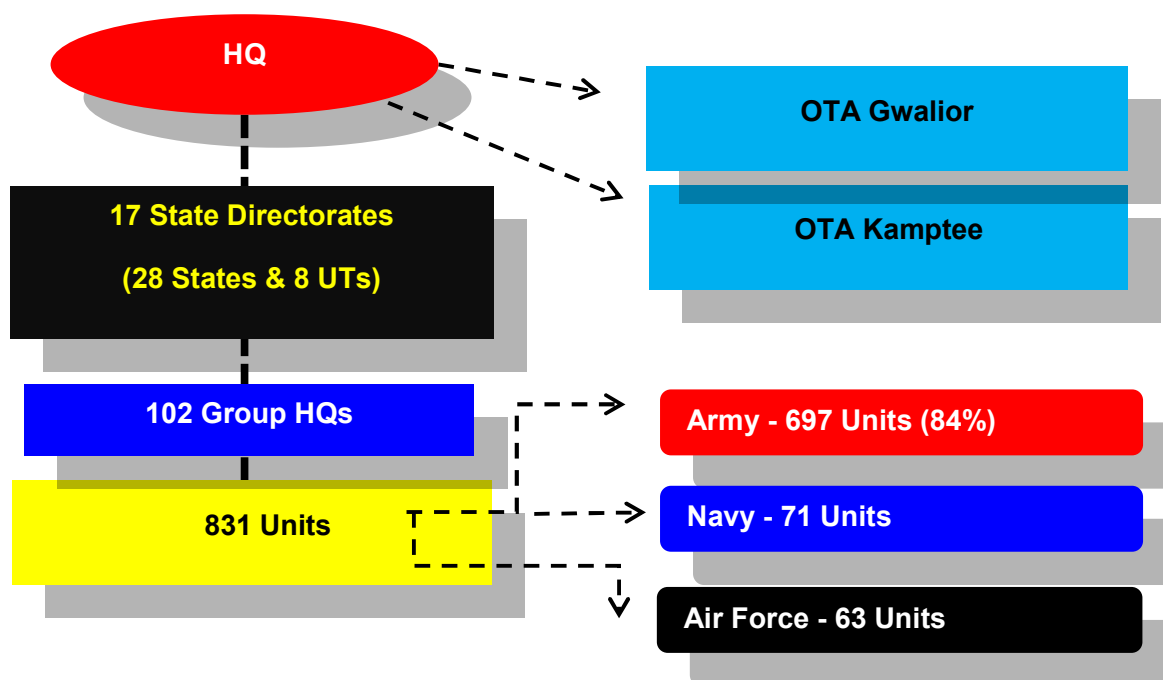 HQ
OTA Gwalior
17 State Directorates
(28 States & 8 UTs)
OTA Kamptee
102 Group HQs
Army - 697 Units (84%)
831 Units
Navy - 71 Units
Air Force - 63 Units